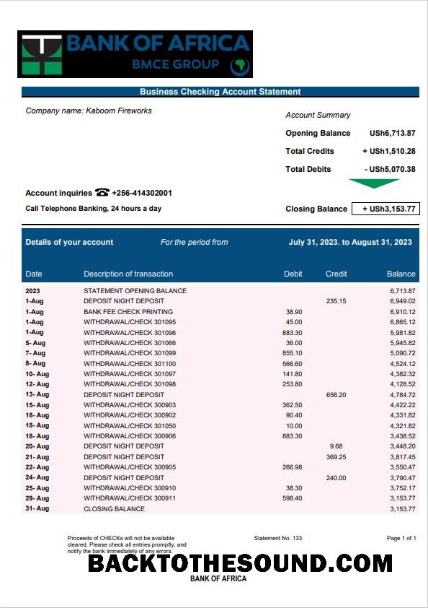 BANK OF AFRICA
BMCE GROUP
Business Checking Account Statement
Company name: Kaboom Fireworks
Account Summary
Opening Balance USh6,713.87
Total Credits + USh1,510.28
Total Debits - USh5,070.38
Account inquiries ☎ +256-414302001
Call Telephone Banking, 24 hours a day
Closing Balance + USh3,153.77
Details of your account For the period from July 31, 2023. to August 31, 2023
Date Description of transaction Debit Credit Balance
2023 STATEMENT OPENING BALANCE 6,713.87
1-Aug DEPOSIT NIGHT DEPOSIT 235.15 6,949.02
1-Aug BANK FEE CHECK PRINTING 38.90 6,910.12
1-Aug WITHDRAWAL/CHECK 301095 45.00 6,865.12
1-Aug WITHDRAWAL/CHECK 301096 883.30 5,981.82
5- Aug WITHDRAWAL/CHECK 301066 36.00 5,945.82
7- Aug WITHDRAWAL/CHECK 301099 855.10 5,090.72
8- Aug WITHDRAWAL/CHECK 301100 566.60 4,524.12
10- Aug WITHDRAWAL/CHECK 301097 141.80 4,382.32
12- Aug WITHDRAWAL/CHECK 301098 253.80 4,128.52
13- Aug DEPOSIT NIGHT DEPOSIT 656.20 4,784.72
15- Aug WITHDRAWAL/CHECK 300903 362.50 4,422.22
18- Aug WITHDRAWAL/CHECK 300902 90.40 4,331.82
18- Aug WITHDRAWAL/CHECK 301050 10.00 4,321.82
18- Aug WITHDRAWAL/CHECK 300906 883.30 3,438.52
20- Aug DEPOSIT NIGHT DEPOSIT 9.68 3,448.20
21- Aug DEPOSIT NIGHT DEPOSIT 369.25 3,817.45
22- Aug WITHDRAWAL/CHECK 300905 266.98 3,550.47
24- Aug DEPOSIT NIGHT DEPOSIT 240.00 3,790.47
25- Aug WITHDRAWAL/CHECK 300910 38.30 3,752.17
29- Aug WITHDRAWAL/CHECK 300911 598.40 3,153.77
31- Aug CLOSING BALANCE 3,153.77
Proceeds of CHECKs will not be available Statement No. 133 Page 1 of 1
cleared. Please check all entries promptly, and
notify the bank immediately of any errors.
BACKTOTHESOUND.COM
BANK OF AFRICA